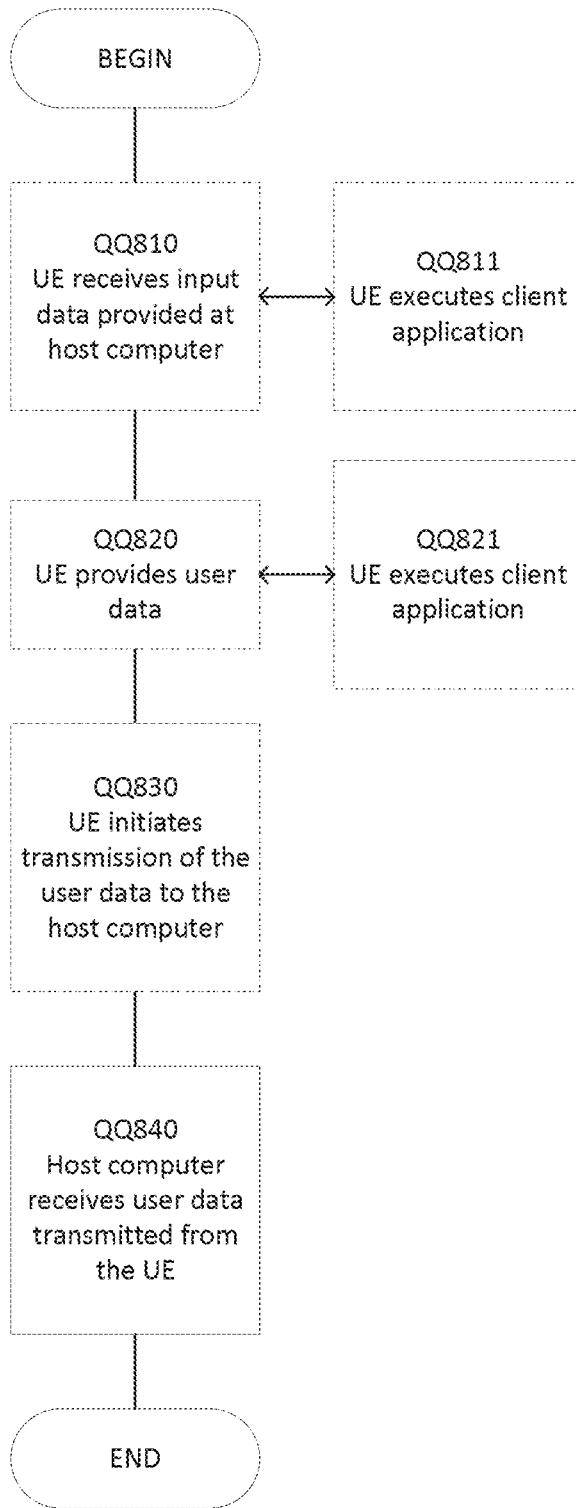 BEGIN
QQ810
UE receives input
data provided at
host computer
QQ811
UE executes client
application
QQ820
UE provides user
data
QQ821
UE executes client
application
QQ830
UE initiates
transmission of the
user data to the
host computer
QQ840
Host computer
receives user data
transmitted from
the UE
END